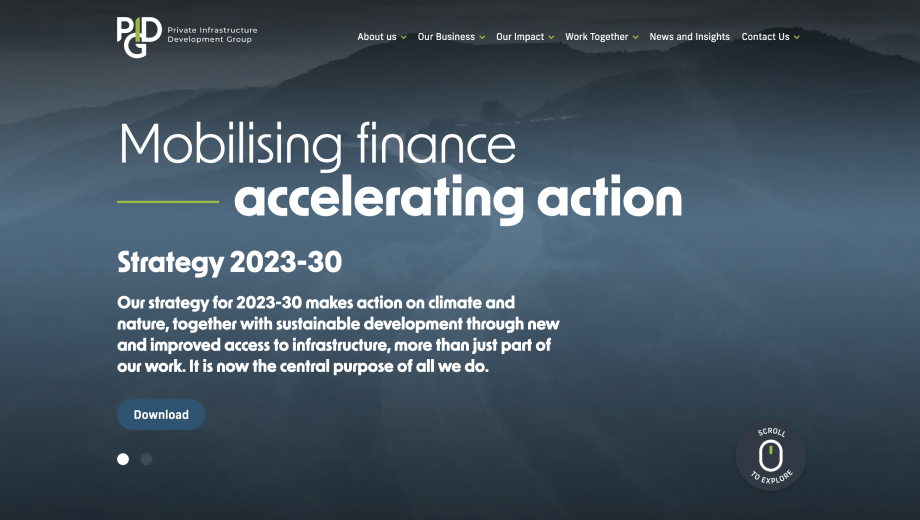 PIDG
Private Infrastructure
Development Group
About us
Our Business
Our Impact
Work Together
News and Insights
Contact Us
Mobilising finance
accelerating action
Strategy 2023-30
Our strategy for 2023-30 makes action on climate and
nature, together with sustainable development through new
and improved access to infrastructure, more than just part of
our work. It is now the central purpose of all we do.
Download
SCROLL
TO EXPLORE